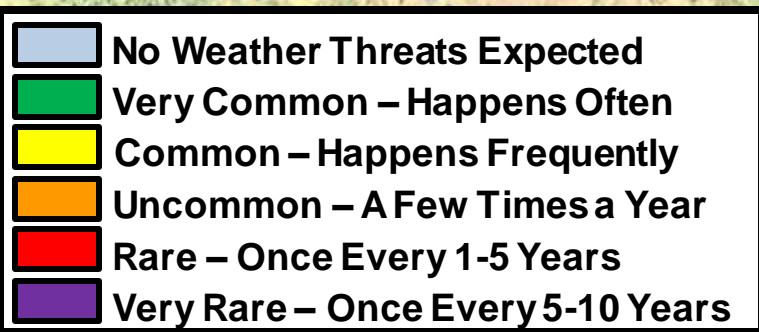 No Weather Threats Expected
Very Common – Happens Often
Common – Happens Frequently
Uncommon – A Few Times a Year
Rare – Once Every 1-5 Years
Very Rare – Once Every 5-10 Years